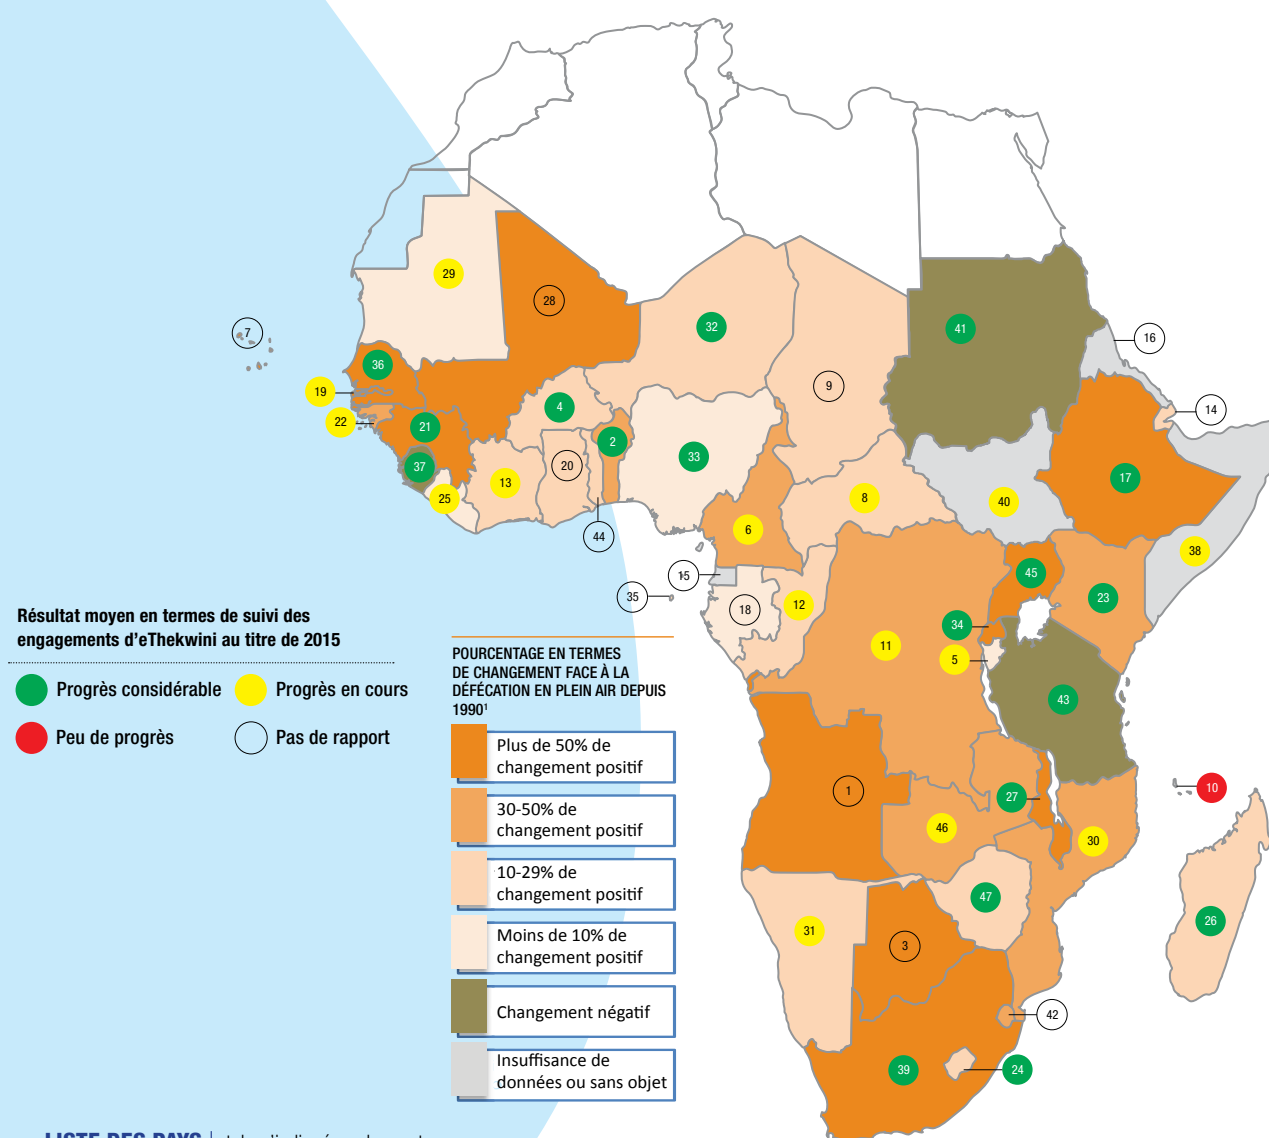 29
28
32
41
16
7
36
9
14
19
4
22
21
2
20
33
37
13
17
25
8
40
6
44
38
15
45
35
18
12
23
34
11
5
43
1
27
10
46
30
47
31
26
3
42
39
24
Résultat moyen en termes de suivi des
engagements d'eThekwini au titre de 2015
Progrès considérable
Progrès en cours
Peu de progrès
Pas de rapport
POURCENTAGE EN TERMES
DE CHANGEMENT FACE À LA
DÉFÉCATION EN PLEIN AIR DEPUIS
1990¹
Plus de 50% de
changement positif
30-50% de
changement positif
10-29% de
changement positif
Moins de 10% de
changement positif
Changement négatif
Insuffisance de
données ou sans objet
LISTE DES PAYS